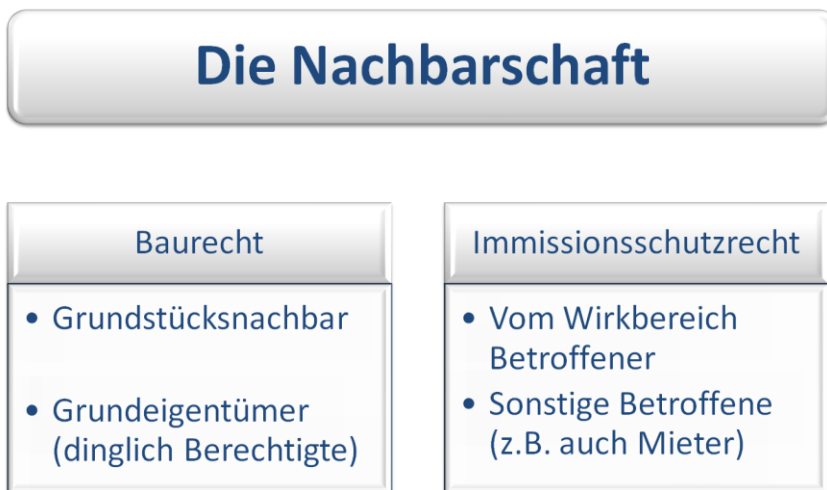 Die Nachbarschaft
Baurecht
• Grundstücksnachbar
• Grundeigentümer
(dinglich Berechtigte)
Immissionsschutzrecht
• Vom Wirkbereich
Betroffener
• Sonstige Betroffene
(z.B. auch Mieter)